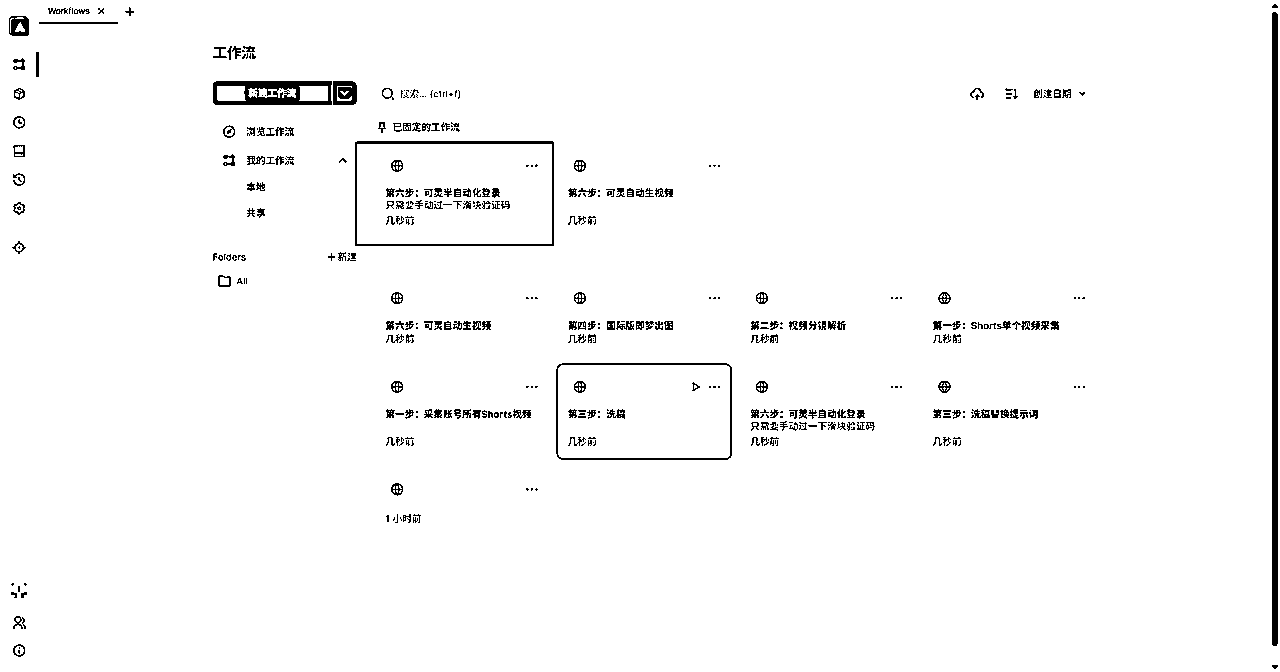 Workflows
工作流
新建工作流
搜索... (ctrl+f)
创建日期
浏览工作流
我的工作流
本地
共享
Folders
+ 新建
All
已固定的工作流
第六步：可灵半自动化登录
只需要手动过一下滑块验证码
几秒前
第六步：可灵自动生视频
几秒前
第六步：可灵自动生视频
几秒前
第四步：国际版即梦出图
几秒前
第二步：视频分镜解析
几秒前
第一步：Shorts单个视频采集
几秒前
第一步：采集账号所有Shorts视频
几秒前
第三步：洗稿
几秒前
第六步：可灵半自动化登录
只需要手动过一下滑块验证码
几秒前
第三步：洗稿替换提示词
几秒前
1 小时前